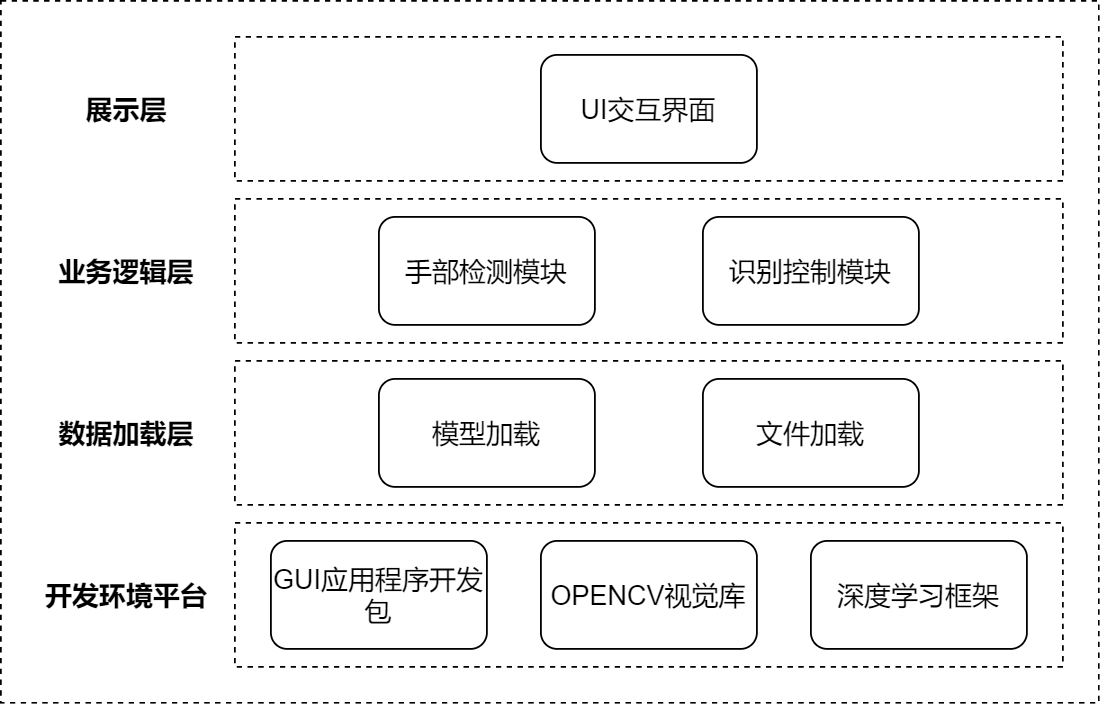 展示层
UI交互界面
业务逻辑层
手部检测模块
识别控制模块
数据加载层
模型加载
文件加载
开发环境平台
GUI应用程序开发
包
OPENCV视觉库
深度学习框架